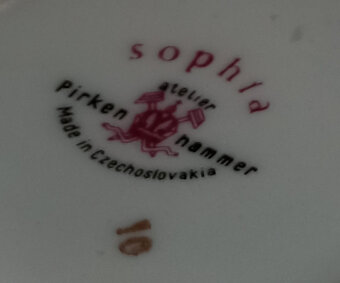 sophia
atelier
Pirken hammer
Made in Czechoslovakia
10